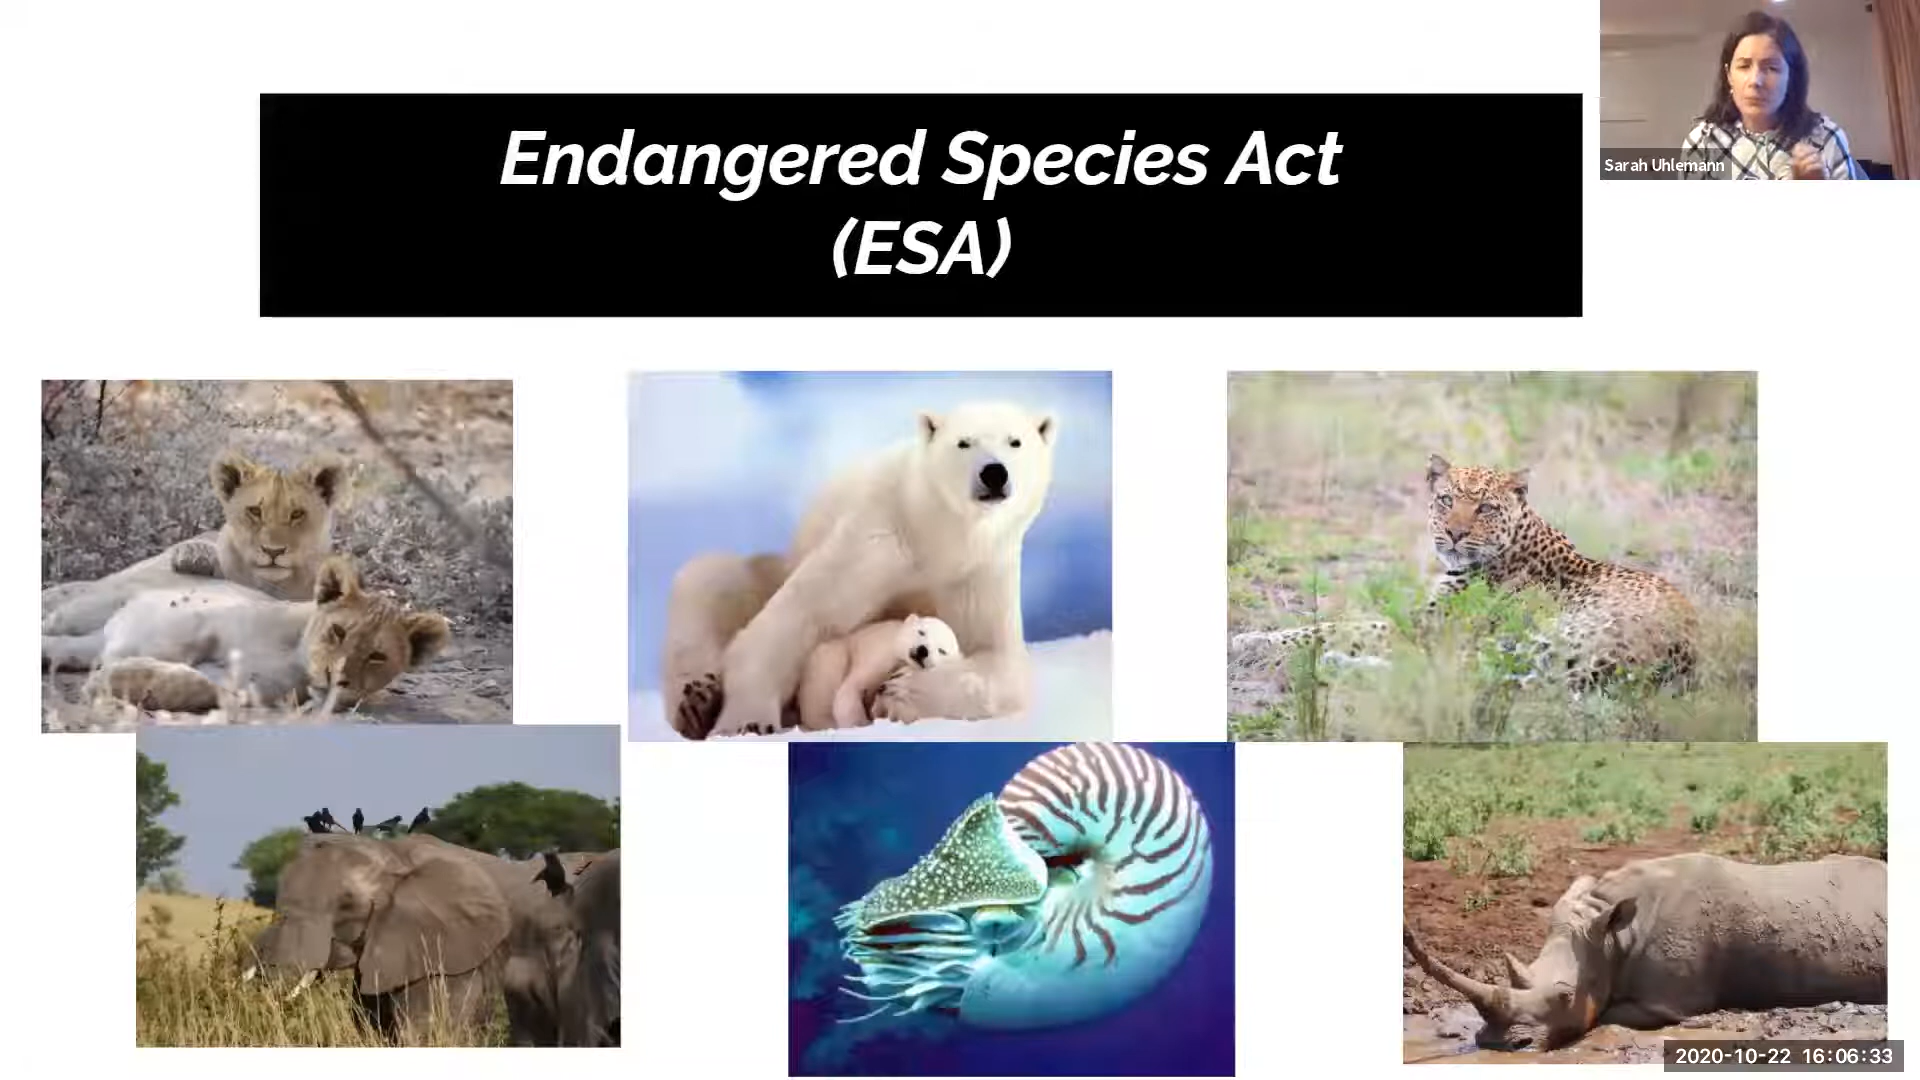 Endangered Species Act
(ESA)
Sarah Uhlemann
2020-10-22 16:06:33